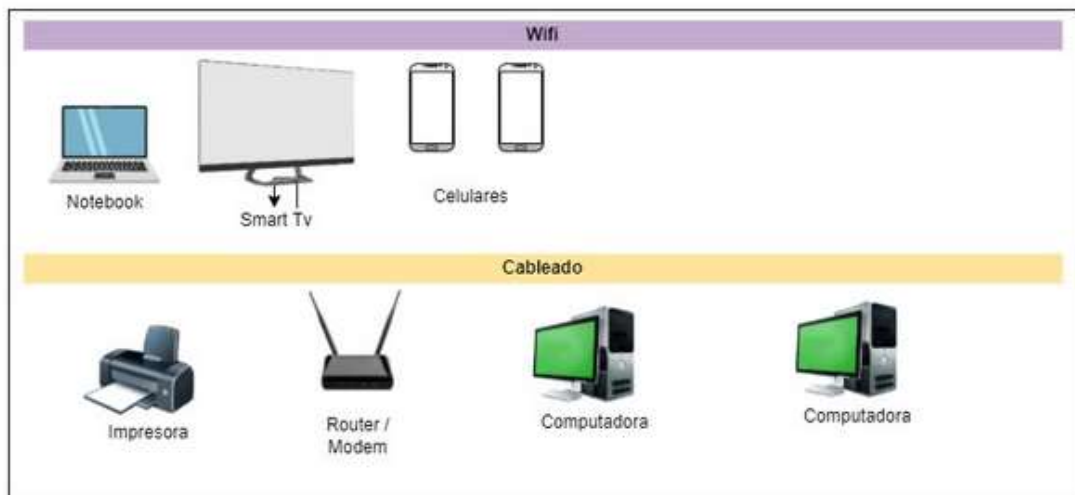 Wifi
Notebook
Smart Tv
Celulares
Cableado
Impresora
Router /
Modem
Computadora
Computadora